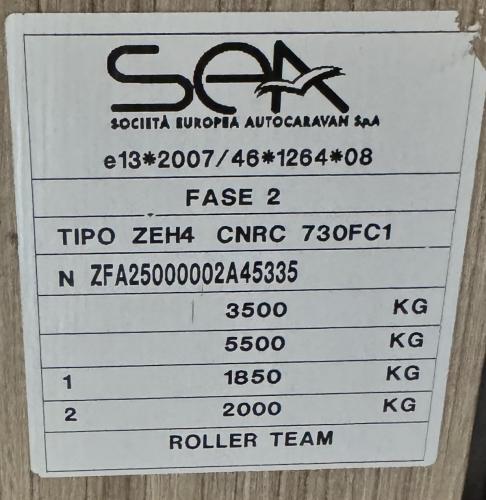 SEA
SOCIETÀ EUROPEA AUTOCARAVAN SpA
e13*2007/46*1264*08
FASE 2
TIPO ZEH4 CNRC 730FC1
N ZFA25000002A45335
3500 KG
5500 KG
1 1850 KG
2 2000 KG
ROLLER TEAM